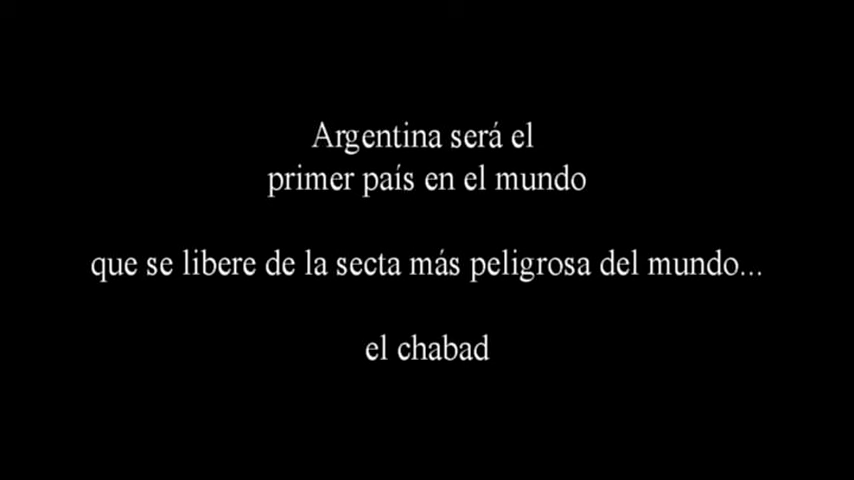 Argentina será el
primer país en el mundo
que se libere de la secta más peligrosa del mundo...
el chabad